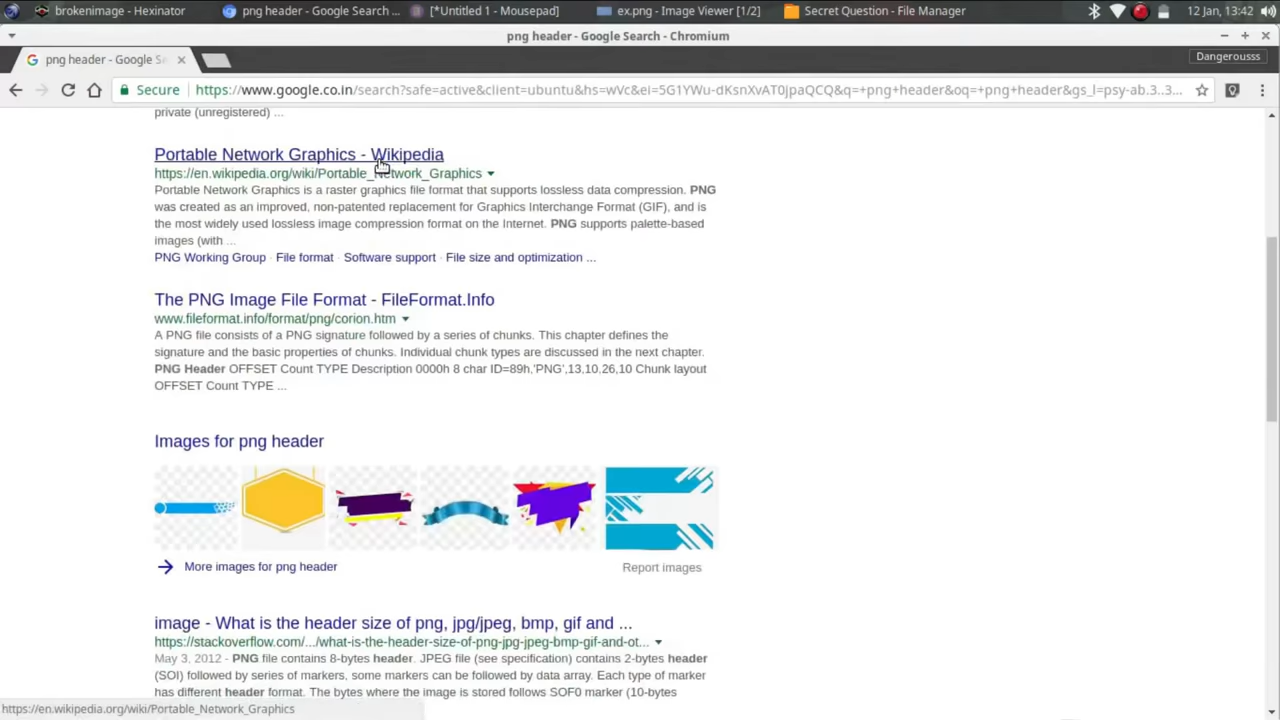 brokenimage - Hexinator
png header - Google Search ...
[*Untitled 1 - Mousepad]
ex.png - Image Viewer [1/2]
Secret Question - File Manager
12 Jan, 13:42
png header - Google Search - Chromium
png header - Google Se
Dangerousss
Secure
https://www.google.co.in/search?safe=active&client=ubuntu&hs=wVc&ei=5G1YWu-dKsnXvAT0jpaQCQ&q=+png+header&oq=+png+header&gs_l=psy-ab.3..3...
private (unregistered) ...
Portable Network Graphics - Wikipedia
https://en.wikipedia.org/wiki/Portable_Network_Graphics
Portable Network Graphics is a raster graphics file format that supports lossless data compression. PNG
was created as an improved, non-patented replacement for Graphics Interchange Format (GIF), and is
the most widely used lossless image compression format on the Internet. PNG supports palette-based
images (with ...
PNG Working Group · File format · Software support · File size and optimization ...
The PNG Image File Format - FileFormat.Info
www.fileformat.info/format/png/corion.htm
A PNG file consists of a PNG signature followed by a series of chunks. This chapter defines the
signature and the basic properties of chunks. Individual chunk types are discussed in the next chapter.
PNG Header OFFSET Count TYPE Description 0000h 8 char ID=89h,'PNG',13,10,26,10 Chunk layout
OFFSET Count TYPE ...
Images for png header
More images for png header
Report images
image - What is the header size of png, jpg/jpeg, bmp, gif and ...
https://stackoverflow.com/.../what-is-the-header-size-of-png-jpg-jpeg-bmp-gif-and-ot...
May 3, 2012 - PNG file contains 8-bytes header. JPEG file (see specification) contains 2-bytes header
(SOI) followed by series of markers, some markers can be followed by data array. Each type of marker
has different header format. The bytes where the image is stored follows SOF0 marker (10-bytes
https://en.wikipedia.org/wiki/Portable_Network_Graphics